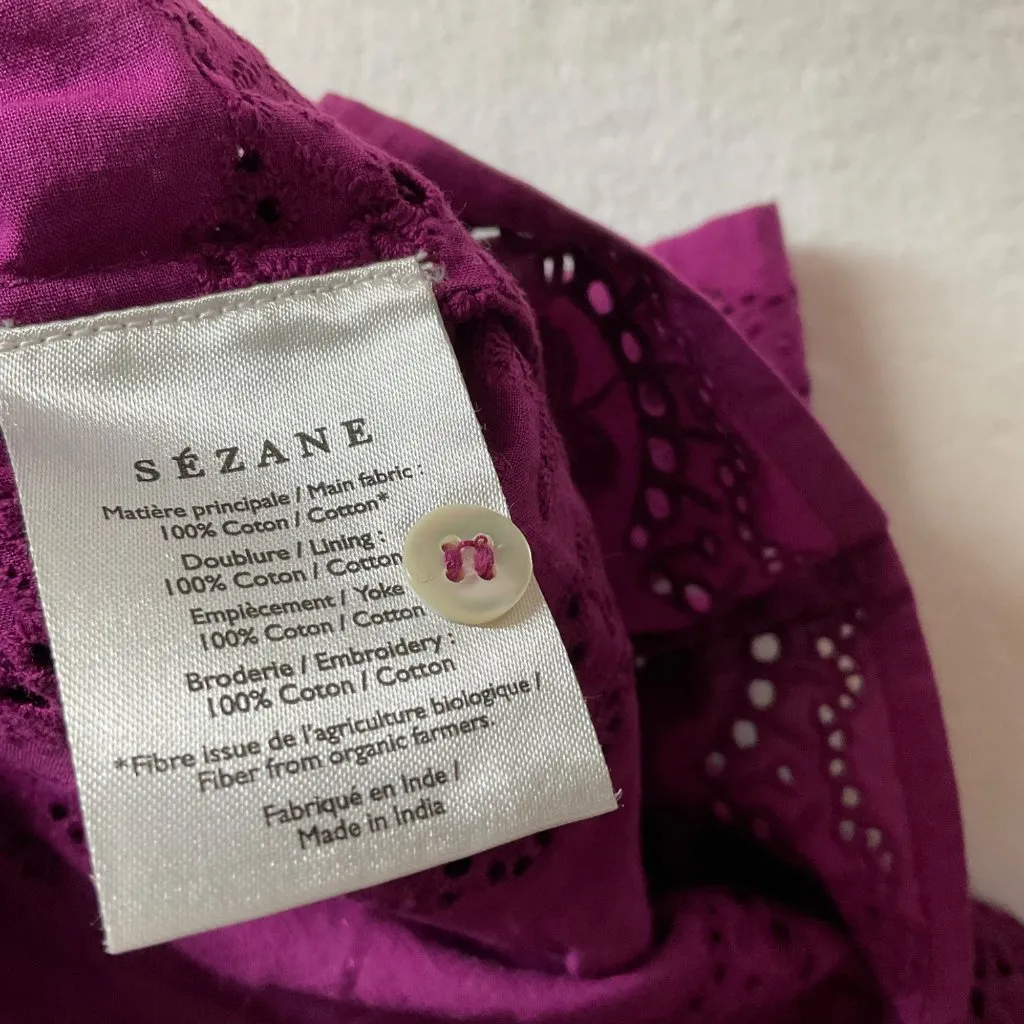 SÉZANE
Matière principale / Main fabric :
100% Coton / Cotton*
Doublure / Lining :
100% Coton / Cotton
Emplècement / Yoke
100% Coton / Cotton
Broderie / Embroidery :
100% Coton / Cotton
*Fibre issue de l'agriculture biologique /
Fiber from organic farmers.
Fabriqué en Inde /
Made in India